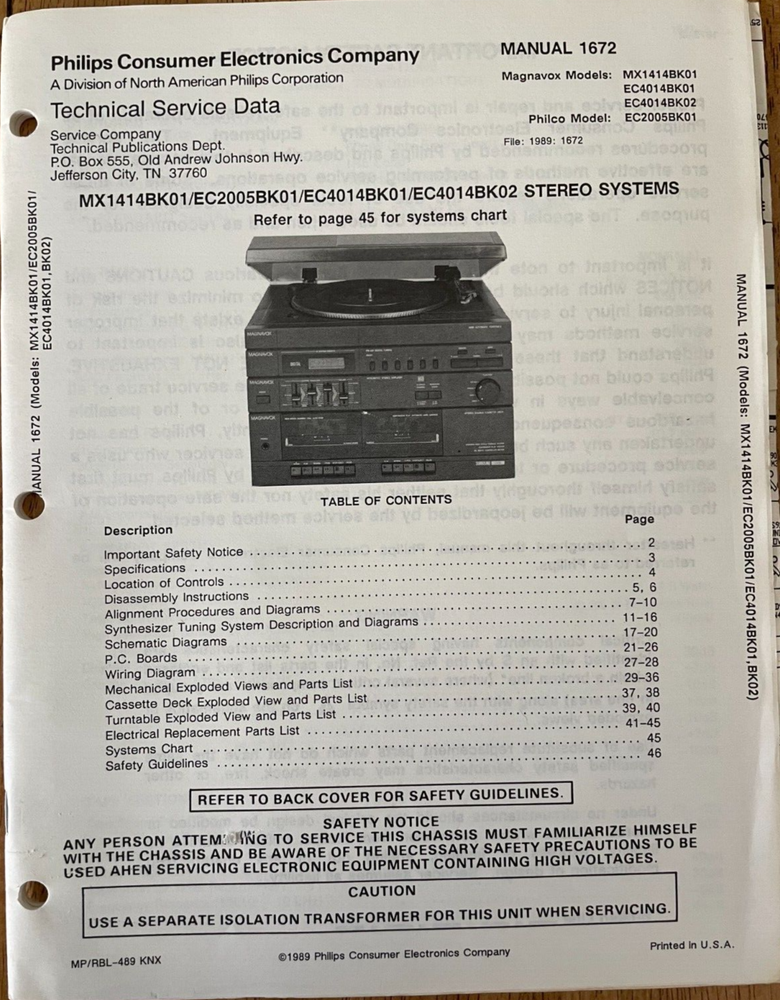 Philips Consumer Electronics Company
A Division of North American Philips Corporation
Technical Service Data
Service Company
Technical Publications Dept.
P.O. Box 555, Old Andrew Johnson Hwy.
Jefferson City, TN 37760
MANUAL 1672
Magnavox Models: MX1414BK01
EC4014BK01
EC4014BK02
Philco Model: EC2005BK01
File: 1989: 1672
MX1414BK01/EC2005BK01/EC4014BK01/EC4014BK02 STEREO SYSTEMS
Refer to page 45 for systems chart
MAGNAVOX
MAGNAVOX
MAGNAVOX
TABLE OF CONTENTS
Description Page
Important Safety Notice 2
Specifications 3
Location of Controls 4
Disassembly Instructions 5, 6
Alignment Procedures and Diagrams 7-10
Synthesizer Tuning System Description and Diagrams 11-16
Schematic Diagrams 17-20
P.C. Boards 21-26
Wiring Diagram 27-28
Mechanical Exploded Views and Parts List 29-36
Cassette Deck Exploded View and Parts List 37, 38
Turntable Exploded View and Parts List 39, 40
Electrical Replacement Parts List 41-45
Systems Chart 45
Safety Guidelines 46
REFER TO BACK COVER FOR SAFETY GUIDELINES.
SAFETY NOTICE
ANY PERSON ATTEM ING TO SERVICE THIS CHASSIS MUST FAMILIARIZE HIMSELF
WITH THE CHASSIS AND BE AWARE OF THE NECESSARY SAFETY PRECAUTIONS TO BE
USED AHEN SERVICING ELECTRONIC EQUIPMENT CONTAINING HIGH VOLTAGES.
CAUTION
USE A SEPARATE ISOLATION TRANSFORMER FOR THIS UNIT WHEN SERVICING.
MP/RBL-489 KNX
©1989 Philips Consumer Electronics Company
Printed in U.S.A.
MANUAL 1672 (Models: MX1414BK01/EC2005BK01/
EC4014BK01,BK02)
MANUAL 1672 (Models: MX1414BK01/EC2005BK01/EC4014BK01,BK02)